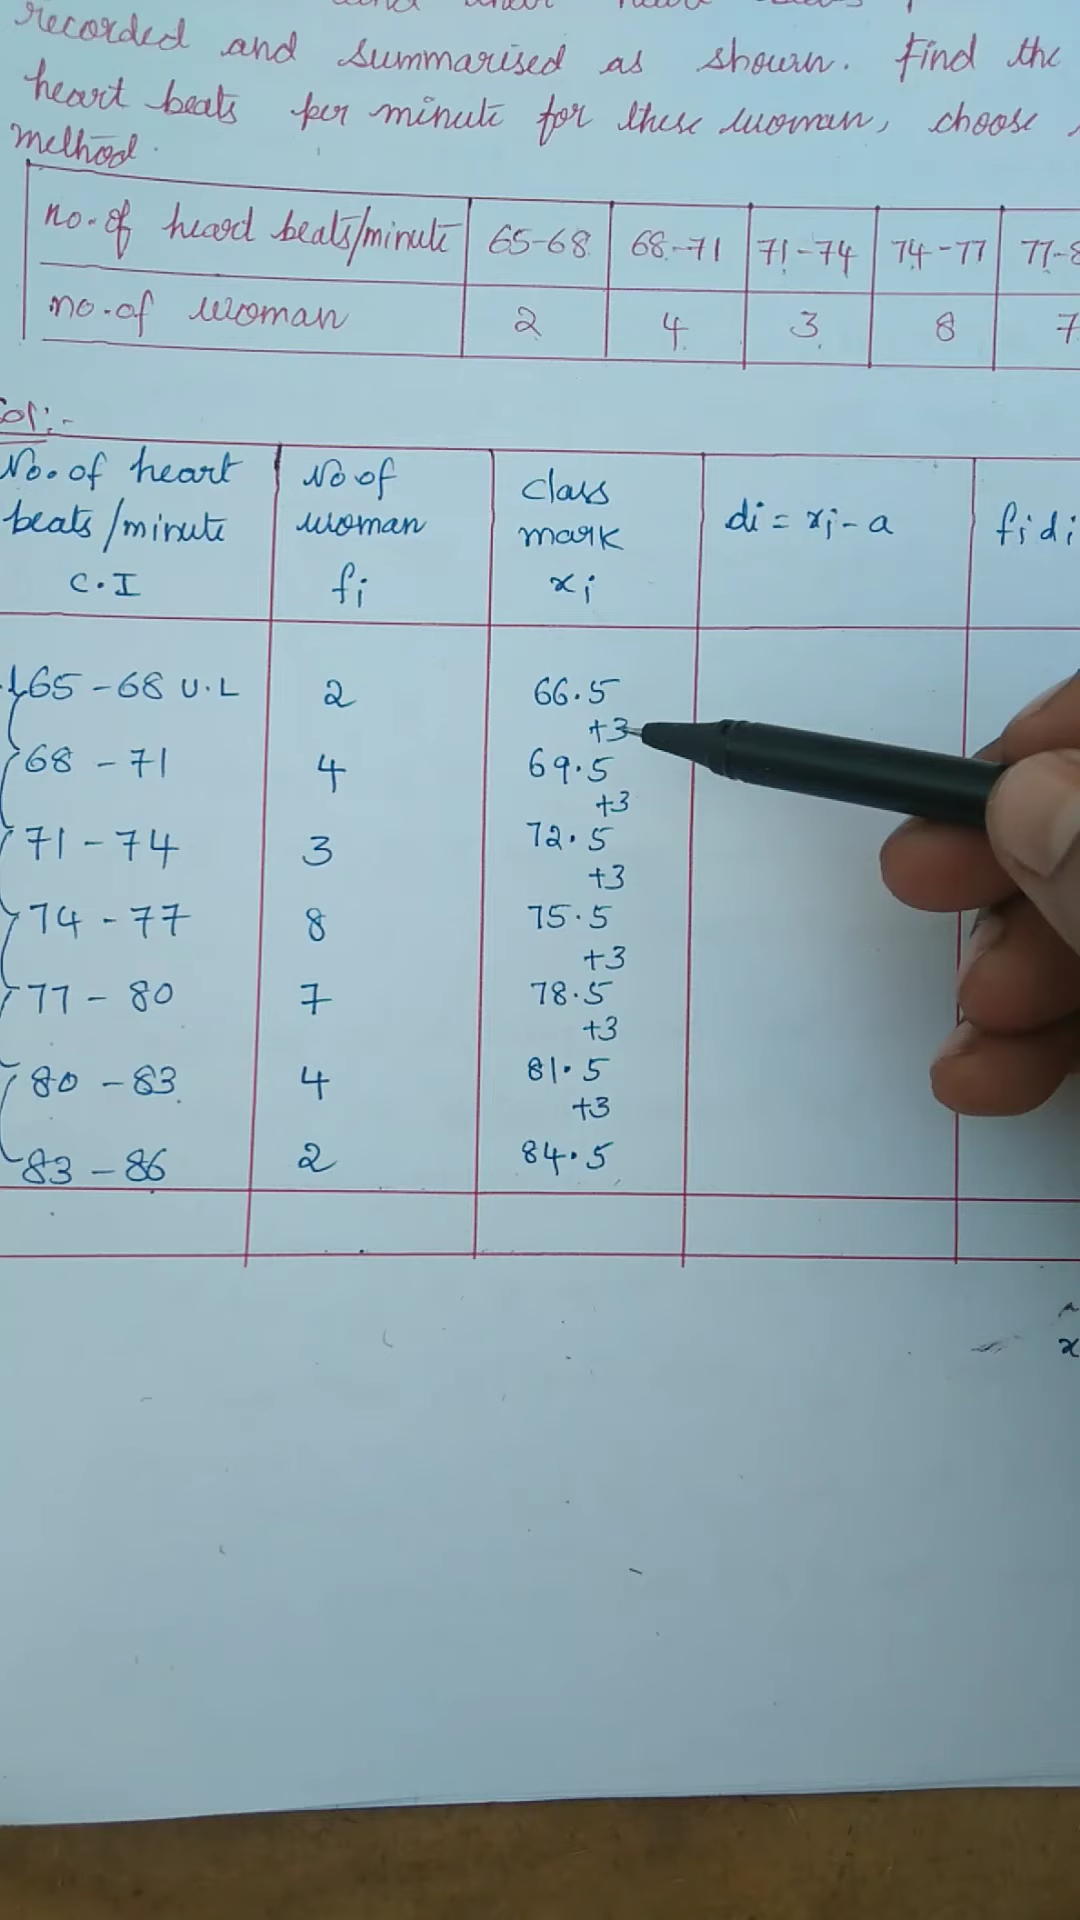 recorded and summarised as shown. Find the
heart beats per minute for these woman, choose
method.
no. of heard beats/minute 65-68 68-71 71-74 74-77 77-8
no. of woman 2 4 3 8 7
Sol:-
No. of heart beats/minute C.I
No of woman fi
class mark xi
di = xi - a
fidi
65 - 68 U.L 2 66.5
+3
68 - 71 4 69.5
+3
71 - 74 3 72.5
+3
74 - 77 8 75.5
+3
77 - 80 7 78.5
+3
80 - 83 4 81.5
+3
83 - 86 2 84.5
x